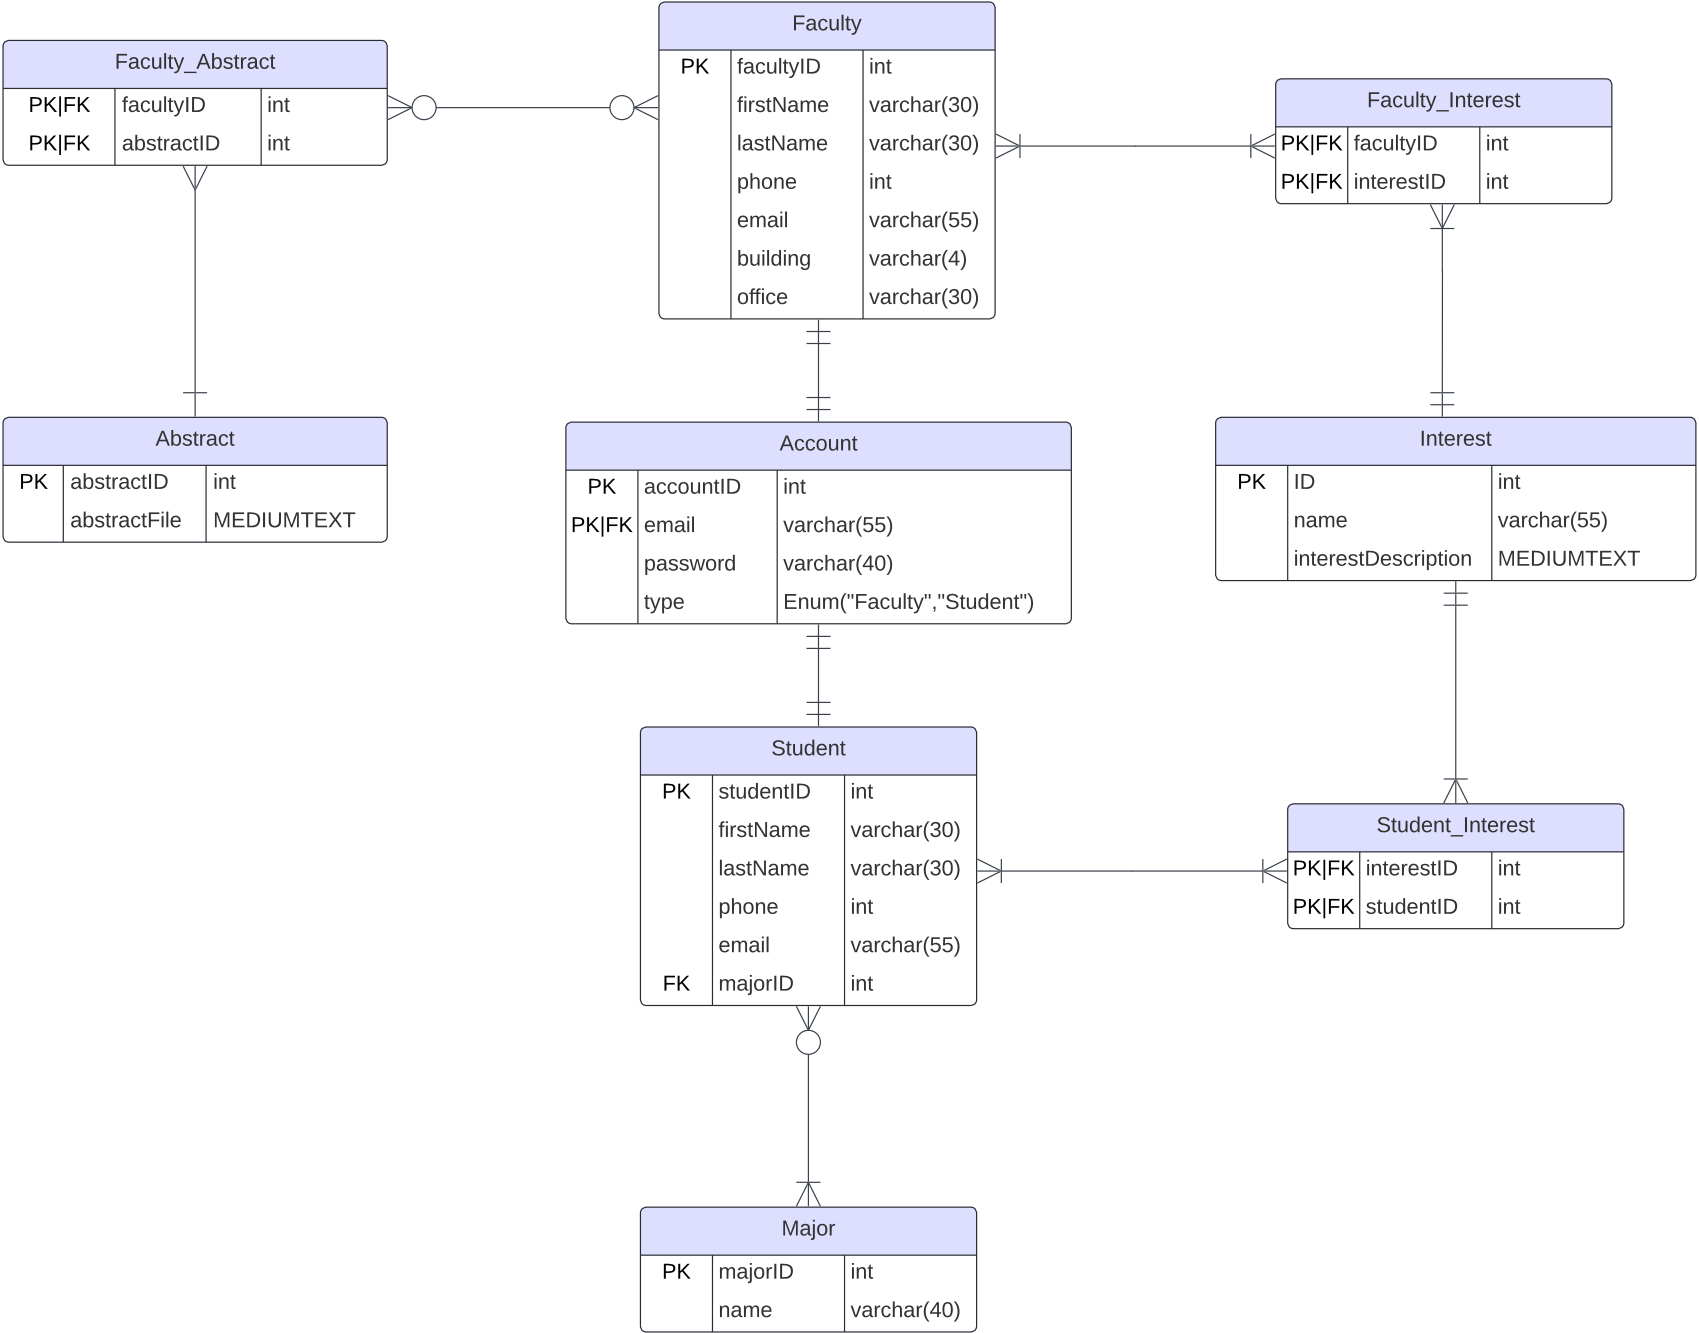 Faculty_Abstract
PK|FK facultyID int
PK|FK abstractID int
Faculty
PK facultyID int
firstName varchar(30)
lastName varchar(30)
phone int
email varchar(55)
building varchar(4)
office varchar(30)
Faculty_Interest
PK|FK facultyID int
PK|FK interestID int
Abstract
PK abstractID int
abstractFile MEDIUMTEXT
Account
PK accountID int
PK|FK email varchar(55)
password varchar(40)
type Enum("Faculty","Student")
Interest
PK ID int
name varchar(55)
interestDescription MEDIUMTEXT
Student
PK studentID int
firstName varchar(30)
lastName varchar(30)
phone int
email varchar(55)
FK majorID int
Student_Interest
PK|FK interestID int
PK|FK studentID int
Major
PK majorID int
name varchar(40)